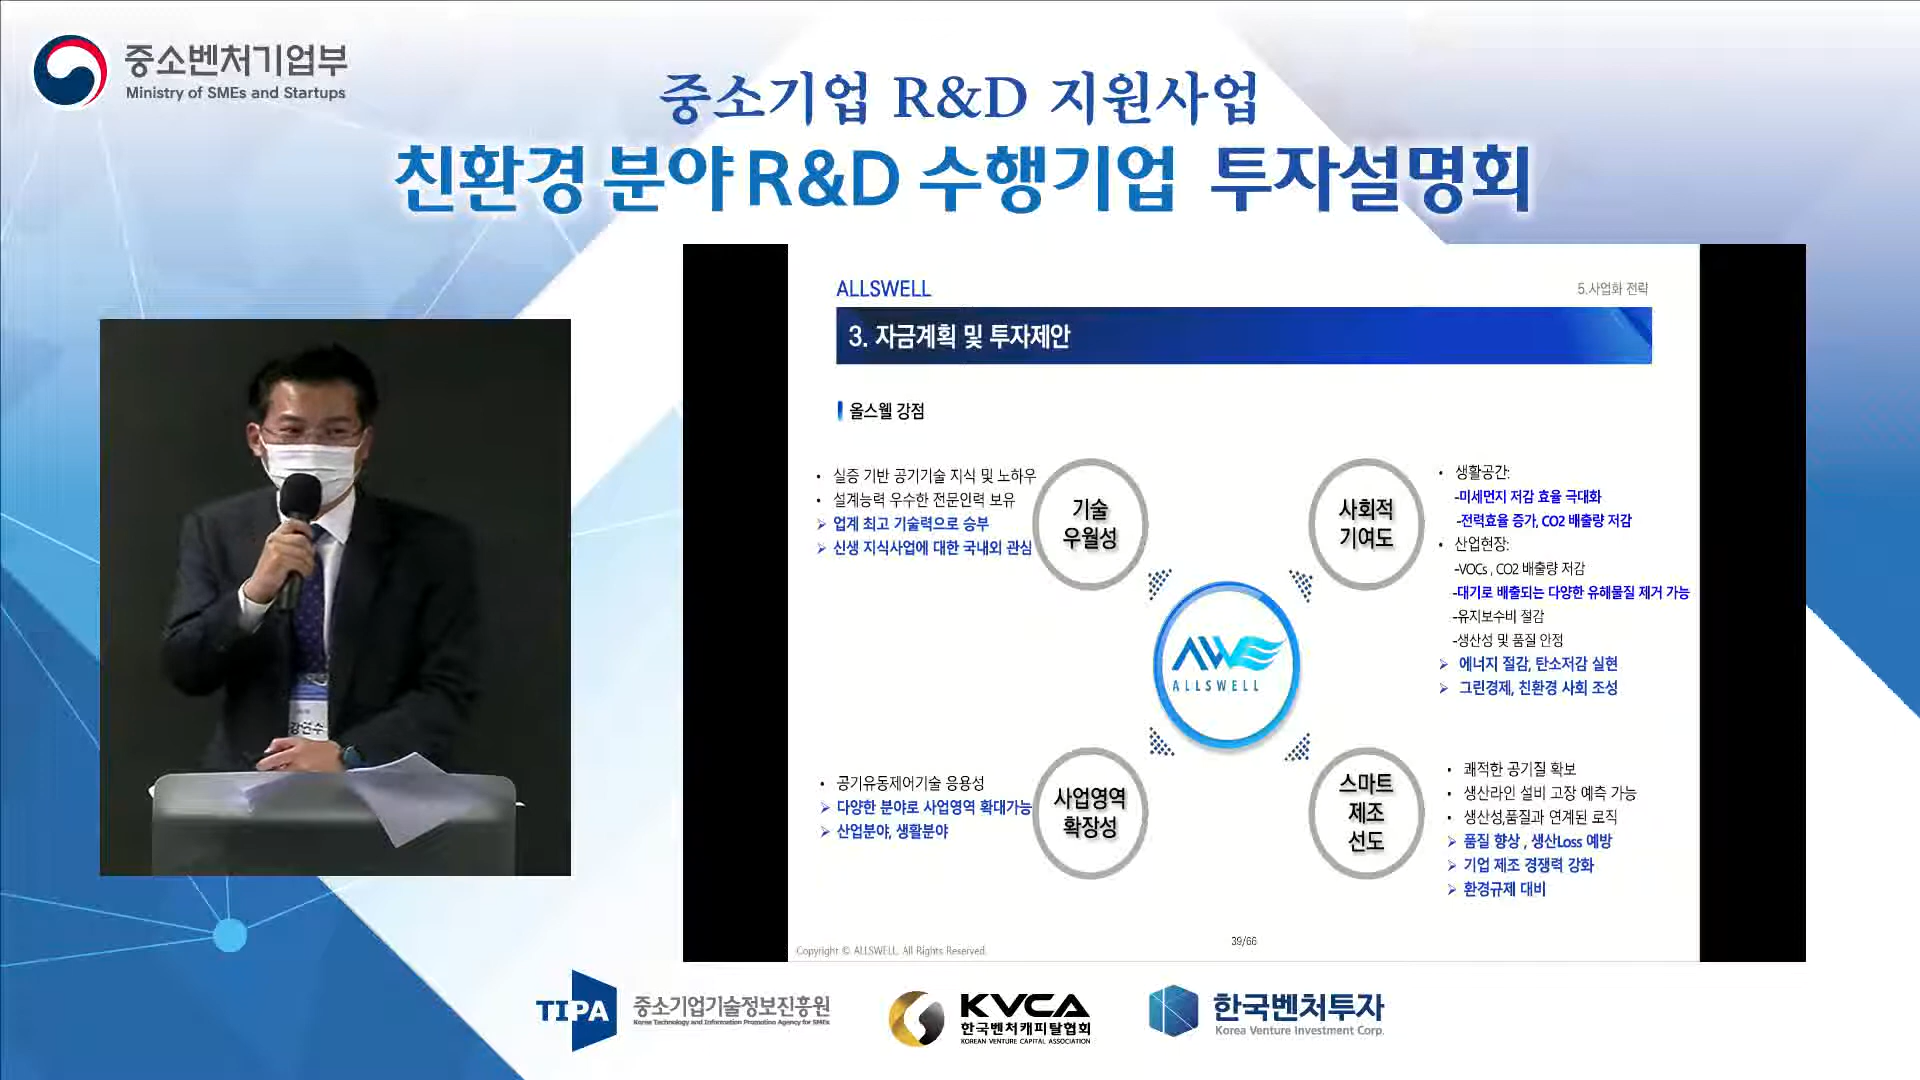 중소벤처기업부
Ministry of SMEs and Startups
중소기업 R&D 지원사업
친환경 분야 R&D 수행기업 투자설명회
ALLSWELL
5.사업화 전략
3. 자금계획 및 투자제안
올스웰 강점
• 실증 기반 공기기술 지식 및 노하우
• 설계능력 우수한 전문인력 보유
➢ 업계 최고 기술력으로 승부
➢ 신생 지식사업에 대한 국내외 관심
기술
우월성
사회적
기여도
• 생활공간:
-미세먼지 저감 효율 극대화
-전력효율 증가, CO2 배출량 저감
• 산업현장:
-VOCs , CO2 배출량 저감
-대기로 배출되는 다양한 유해물질 제거 가능
-유지보수비 절감
-생산성 및 품질 안정
➢ 에너지 절감, 탄소저감 실현
➢ 그린경제, 친환경 사회 조성
AWE
ALLSWELL
• 공기유동제어기술 응용성
➢ 다양한 분야로 사업영역 확대가능
➢ 산업분야, 생활분야
사업영역
확장성
스마트
제조
선도
• 쾌적한 공기질 확보
• 생산라인 설비 고장 예측 가능
• 생산성,품질과 연계된 로직
➢ 품질 향상 , 생산Loss 예방
➢ 기업 제조 경쟁력 강화
➢ 환경규제 대비
39/66
Copyright © ALLSWELL. All Rights Reserved.
강연수
TIPA 중소기업기술정보진흥원
Korea Technology and Information Promotion Agency for SMEs
KVCA
한국벤처캐피탈협회
KOREAN VENTURE CAPITAL ASSOCIATION
한국벤처투자
Korea Venture Investment Corp.